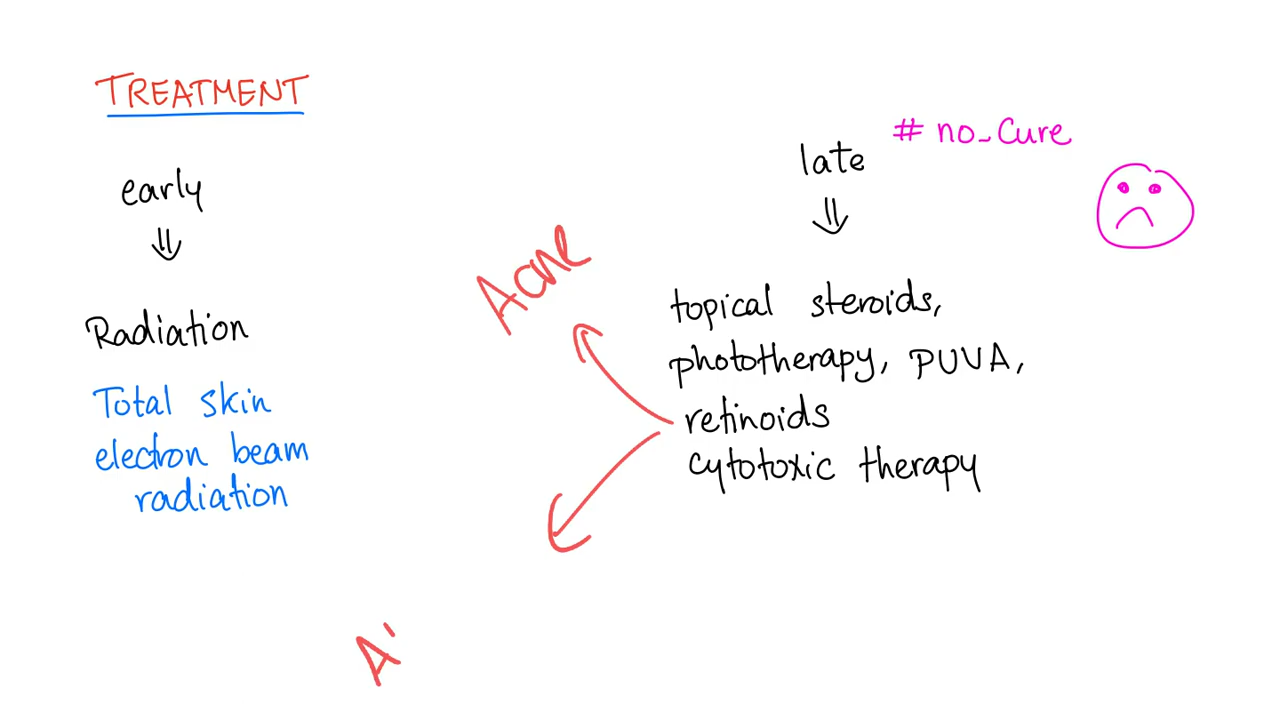 TREATMENT
early
Radiation
Total skin
electron beam
radiation
# no_Cure
late
topical steroids,
phototherapy, PUVA,
retinoids
cytotoxic therapy
Acne
A